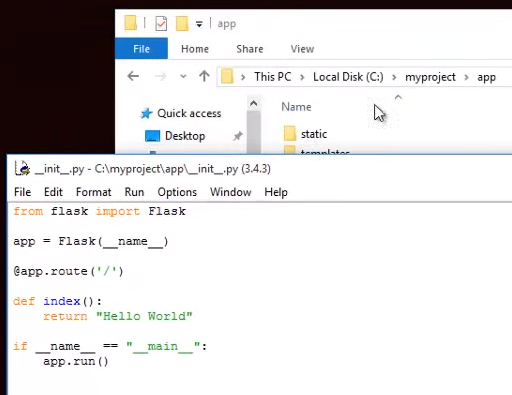 app
File Home Share View
This PC > Local Disk (C:) > myproject > app
Quick access
Name
Desktop
static
templates
__init__.py - C:\myproject\app\__init__.py (3.4.3)
File Edit Format Run Options Window Help
from flask import Flask
app = Flask(__name__)
@app.route('/')
def index():
return "Hello World"
if __name__ == "__main__":
app.run()